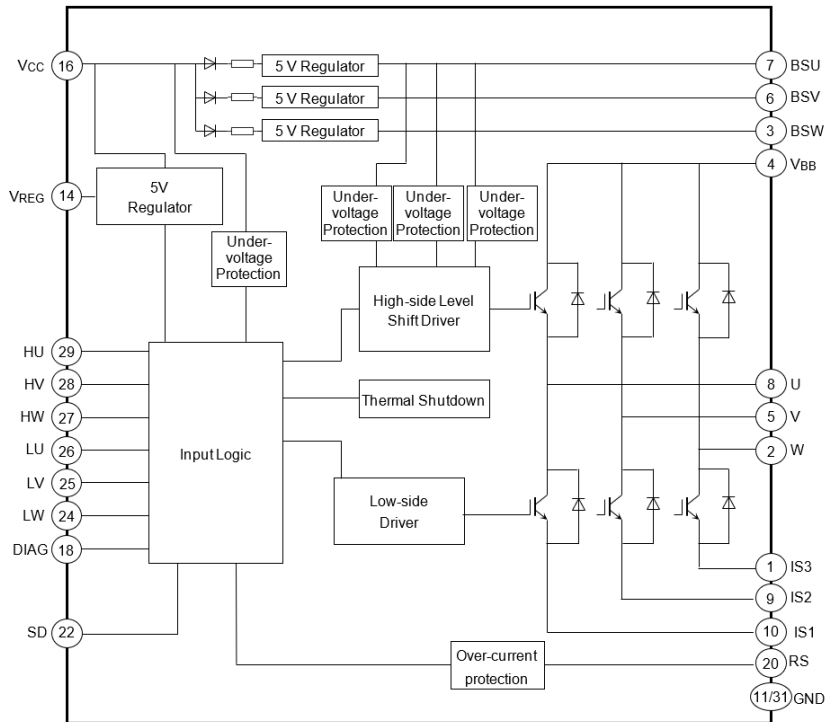 VCC 16
5 V Regulator
7 BSU
5 V Regulator
6 BSV
5 V Regulator
3 BSW
4 VBB
VREG 14
5V
Regulator
Under-
voltage
Protection
Under-
voltage
Protection
Under-
voltage
Protection
Under-
voltage
Protection
High-side Level
Shift Driver
HU 29
HV 28
HW 27
LU 26
LV 25
LW 24
DIAG 18
SD 22
Input Logic
Thermal Shutdown
Low-side
Driver
8 U
5 V
2 W
1 IS3
9 IS2
10 IS1
Over-current
protection
20 RS
11/31 GND